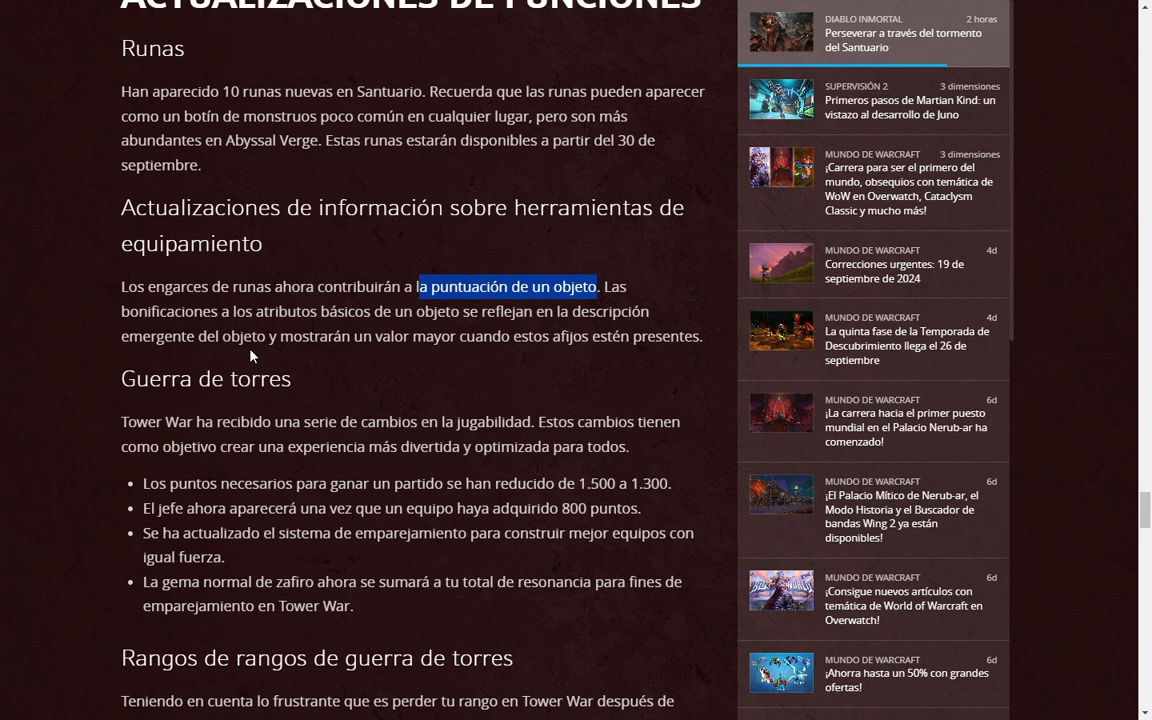 ACTUALIZACIONES DE FUNCIONES
Runas
Han aparecido 10 runas nuevas en Santuario. Recuerda que las runas pueden aparecer
como un botín de monstruos poco común en cualquier lugar, pero son más
abundantes en Abyssal Verge. Estas runas estarán disponibles a partir del 30 de
septiembre.
Actualizaciones de información sobre herramientas de
equipamiento
Los engarces de runas ahora contribuirán a la puntuación de un objeto. Las
bonificaciones a los atributos básicos de un objeto se reflejan en la descripción
emergente del objeto y mostrarán un valor mayor cuando estos afijos estén presentes.
Guerra de torres
Tower War ha recibido una serie de cambios en la jugabilidad. Estos cambios tienen
como objetivo crear una experiencia más divertida y optimizada para todos.
• Los puntos necesarios para ganar un partido se han reducido de 1.500 a 1.300.
• El jefe ahora aparecerá una vez que un equipo haya adquirido 800 puntos.
• Se ha actualizado el sistema de emparejamiento para construir mejor equipos con
igual fuerza.
• La gema normal de zafiro ahora se sumará a tu total de resonancia para fines de
emparejamiento en Tower War.
Rangos de rangos de guerra de torres
Teniendo en cuenta lo frustrante que es perder tu rango en Tower War después de
DIABLO INMORTAL 2 horas
Perseverar a través del tormento
del Santuario
SUPERVISIÓN 2 3 dimensiones
Primeros pasos de Martian Kind: un
vistazo al desarrollo de Juno
MUNDO DE WARCRAFT 3 dimensiones
¡Carrera para ser el primero del
mundo, obsequios con temática de
WoW en Overwatch, Cataclysm
Classic y mucho más!
MUNDO DE WARCRAFT 4d
Correcciones urgentes: 19 de
septiembre de 2024
MUNDO DE WARCRAFT 4d
La quinta fase de la Temporada de
Descubrimiento llega el 26 de
septiembre
MUNDO DE WARCRAFT 6d
¡La carrera hacia el primer puesto
mundial en el Palacio Nerub-ar ha
comenzado!
MUNDO DE WARCRAFT 6d
¡El Palacio Mítico de Nerub-ar, el
Modo Historia y el Buscador de
bandas Wing 2 ya están
disponibles!
MUNDO DE WARCRAFT 6d
¡Consigue nuevos artículos con
temática de World of Warcraft en
Overwatch!
MUNDO DE WARCRAFT 6d
¡Ahorra hasta un 50% con grandes
ofertas!